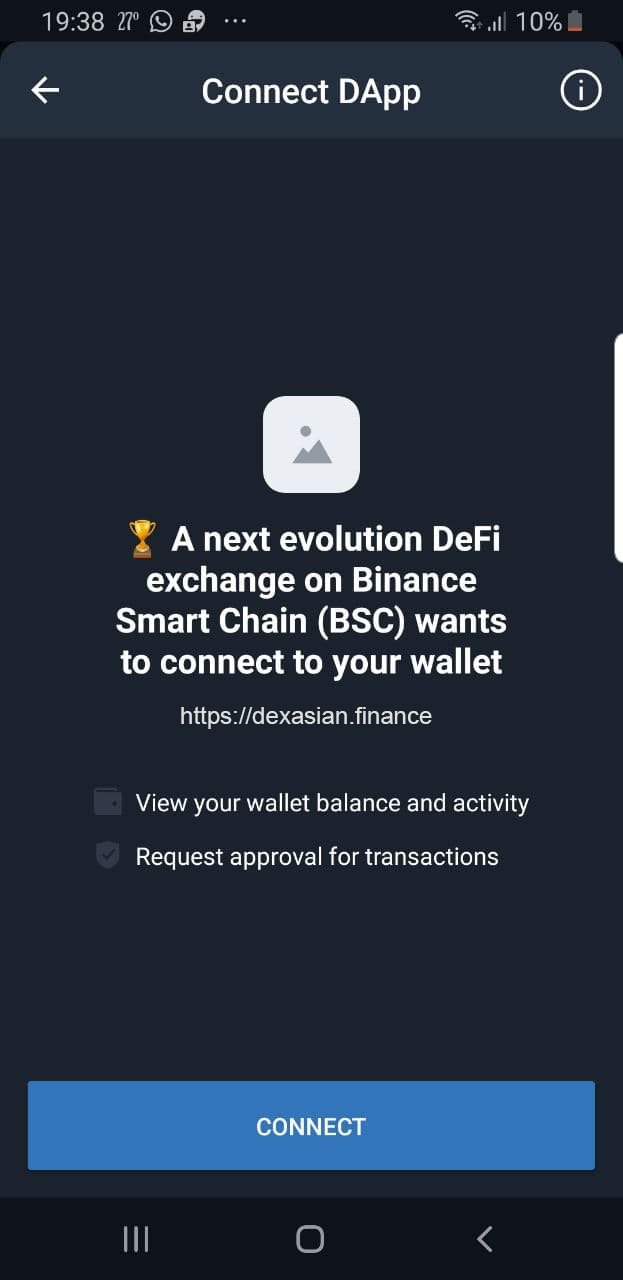 19:38 27° ... 10%
Connect DApp
🏆 A next evolution DeFi
exchange on Binance
Smart Chain (BSC) wants
to connect to your wallet
https://dexasian.finance
View your wallet balance and activity
Request approval for transactions
CONNECT